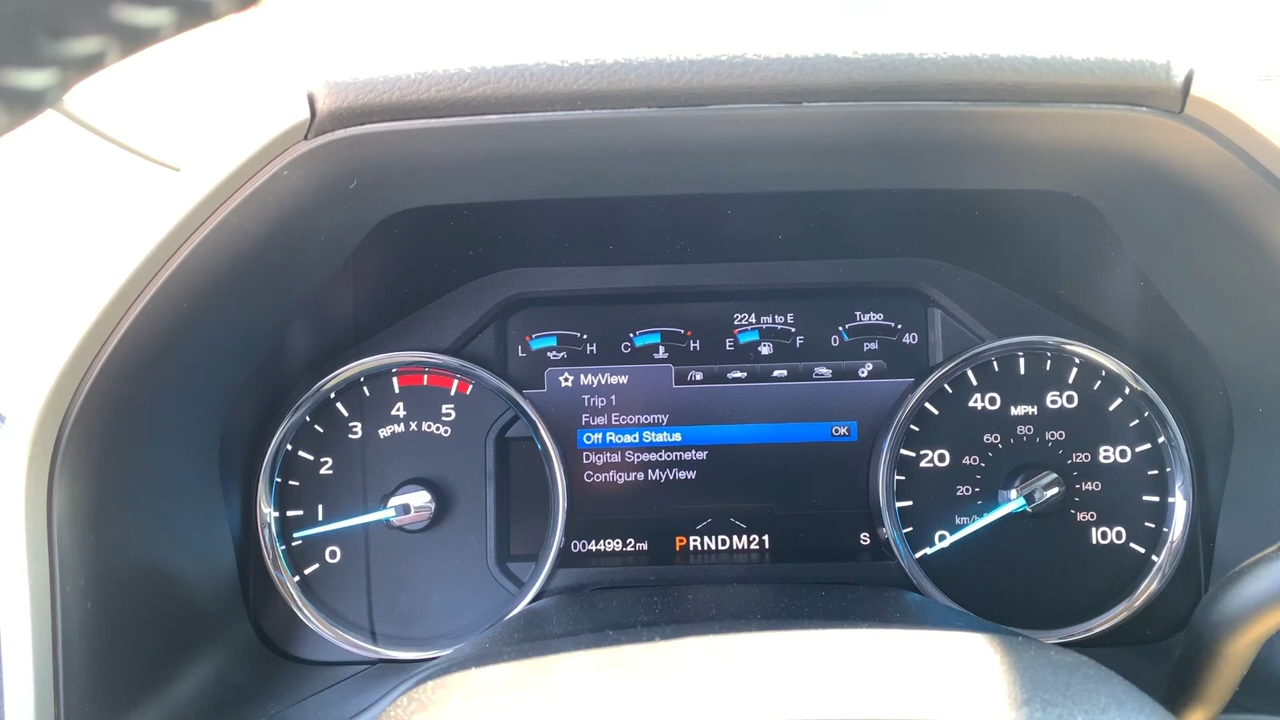 224 mi to E
Turbo
L H
C H
E F
0 40
psi
MyView
Trip 1
Fuel Economy
Off Road Status OK
Digital Speedometer
Configure MyView
004499.2 mi
PRNDM21
S
0
1
2
3
4
5
RPM x 1000
0
20
40
60
80
100
MPH
20
40
60
80
100
120
140
160
km/h